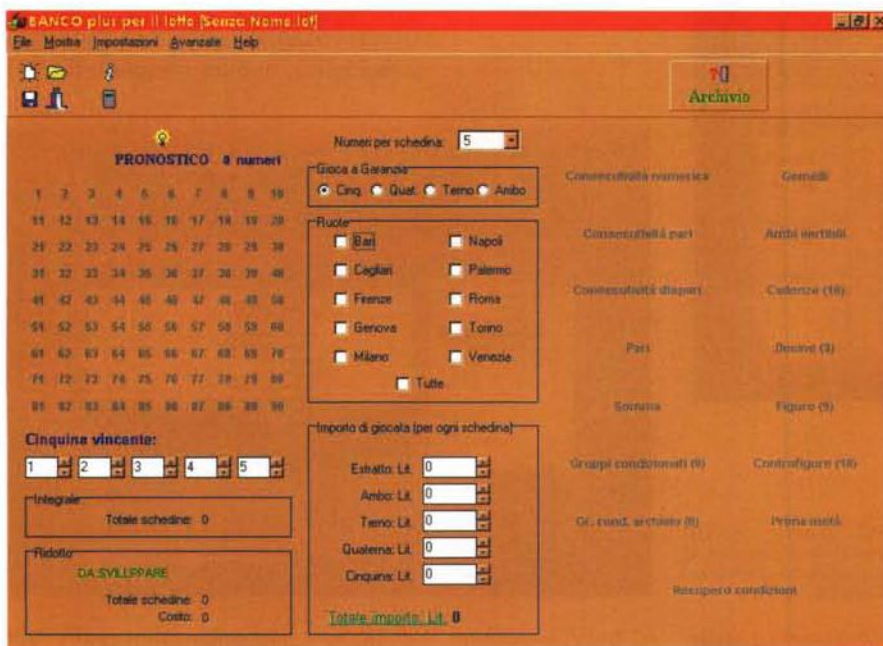 BANCO plus per il lotto [Senza Nome.lot]
File Mostra Impostazioni Avanzate Help
Archivio
PRONOSTICO 0 numeri
1 2 3 4 5 6 7 8 9 10
11 12 13 14 15 16 17 18 19 20
21 22 23 24 25 26 27 28 29 30
31 32 33 34 35 36 37 38 39 40
41 42 43 44 45 46 47 48 49 50
51 52 53 54 55 56 57 58 59 60
61 62 63 64 65 66 67 68 69 70
71 72 73 74 75 76 77 78 79 80
81 82 83 84 85 86 87 88 89 90
Cinquina vincente:
1 2 3 4 5
Integrale
Totale schedine: 0
Ridotto
DA SVILUPPARE
Totale schedine: 0
Costo: 0
Numeri per schedina: 5
Gioca a Garanzia
Cinq. Quat. Terno Ambo
Ruote
Bari Napoli
Cagliari Palermo
Firenze Roma
Genova Torino
Milano Venezia
Tutte
Importo di giocata (per ogni schedina)
Estratto: Lit. 0
Ambo: Lit. 0
Terno: Lit. 0
Quaterna: Lit. 0
Cinquina: Lit. 0
Totale importo: Lit. 0
Consecutività numerica Gemelli
Consecutività pari Ambi vertibili
Consecutività dispari Cadenze (10)
Pari Decine (9)
Somma Figure (9)
Gruppi condizionati (0) Controfigure (10)
Gr. cond. archivio (0) Prima metà
Recupero condizioni